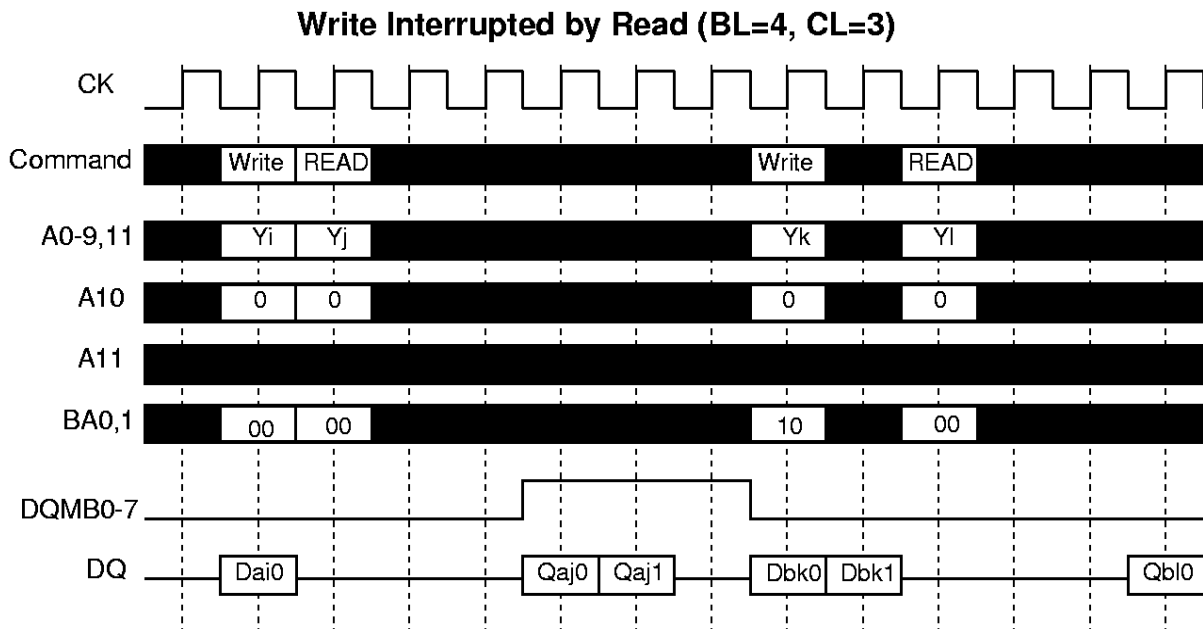 Write Interrupted by Read (BL=4, CL=3)
CK
Command Write READ Write READ
A0-9,11 Yi Yj Yk Yl
A10 0 0 0 0
A11
BA0,1 00 00 10 00
DQMB0-7
DQ Dai0 Qaj0 Qaj1 Dbk0 Dbk1 Qbl0